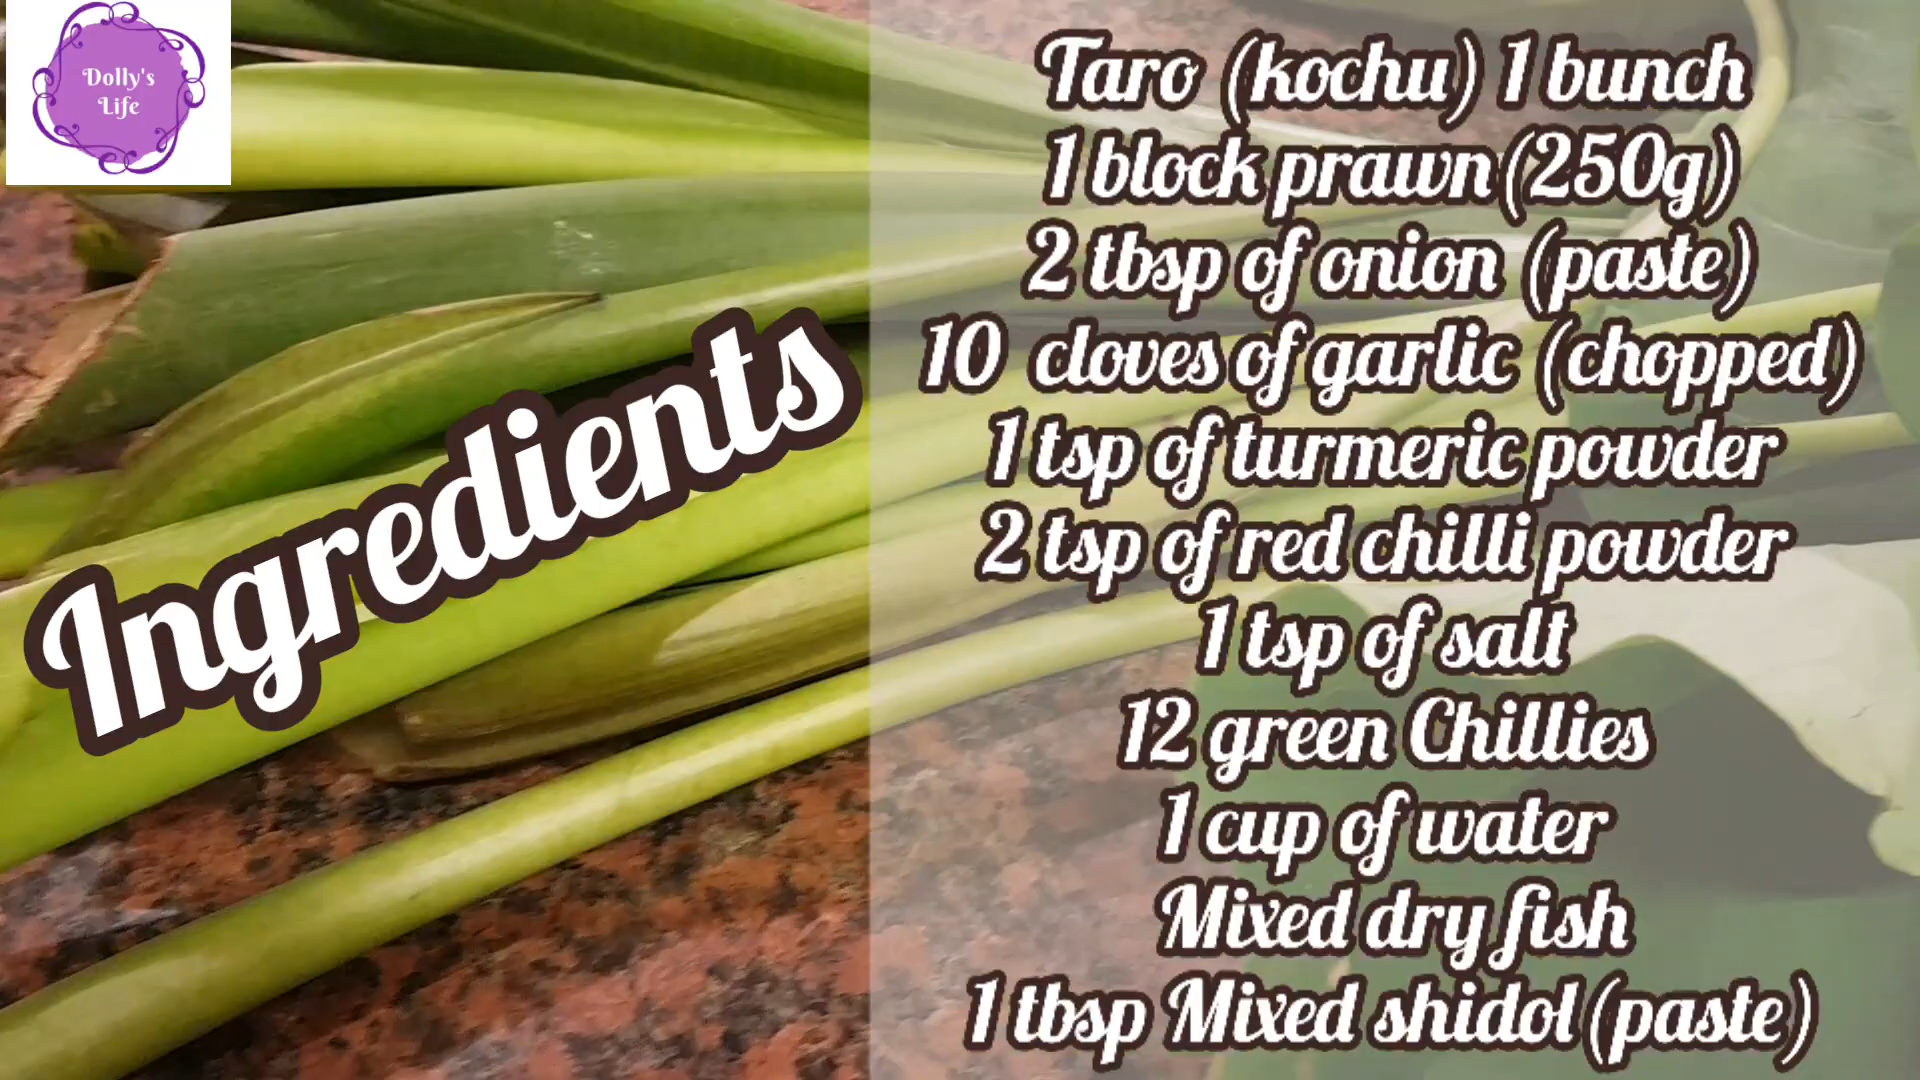 Dolly's
Life
Ingredients
Taro (kochu) 1 bunch
1 block prawn (250g)
2 tbsp of onion (paste)
10 cloves of garlic (chopped)
1 tsp of turmeric powder
2 tsp of red chilli powder
1 tsp of salt
12 green Chillies
1 cup of water
Mixed dry fish
1 tbsp Mixed shidol (paste)